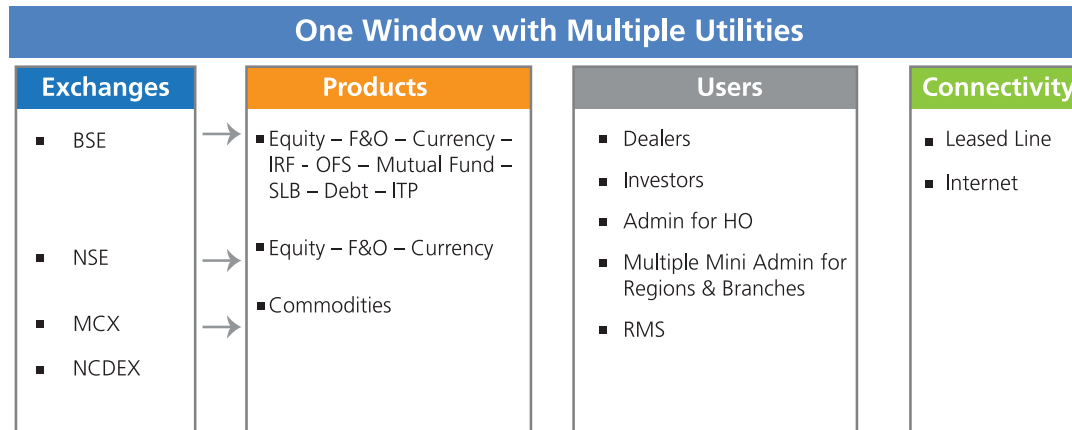 One Window with Multiple Utilities
Exchanges
BSE
NSE
MCX
NCDEX
Products
Equity – F&O – Currency –
IRF - OFS – Mutual Fund –
SLB – Debt – ITP
Equity – F&O – Currency
Commodities
Users
Dealers
Investors
Admin for HO
Multiple Mini Admin for
Regions & Branches
RMS
Connectivity
Leased Line
Internet